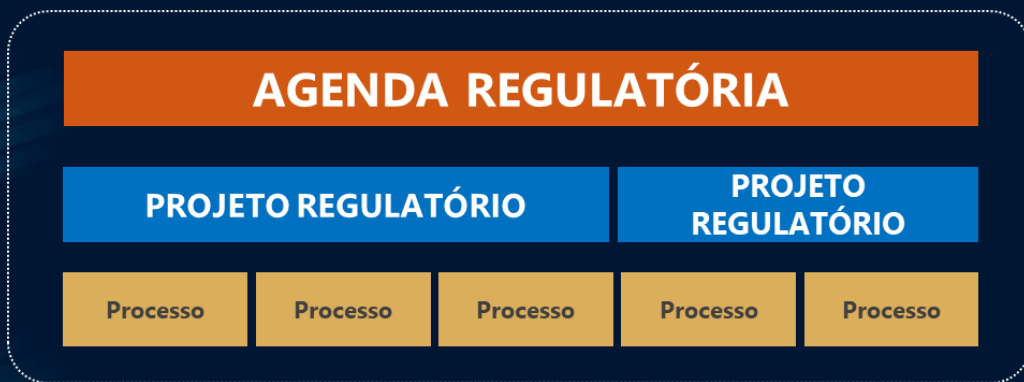 AGENDA REGULATÓRIA
PROJETO REGULATÓRIO
PROJETO
REGULATÓRIO
Processo
Processo
Processo
Processo
Processo